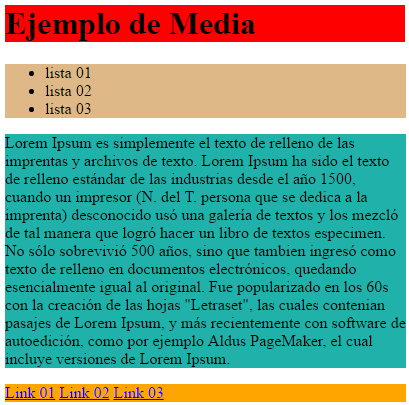 Ejemplo de Media
lista 01
lista 02
lista 03
Lorem Ipsum es simplemente el texto de relleno de las
imprentas y archivos de texto. Lorem Ipsum ha sido el texto
de relleno estándar de las industrias desde el año 1500,
cuando un impresor (N. del T. persona que se dedica a la
imprenta) desconocido usó una galería de textos y los mezcló
de tal manera que logró hacer un libro de textos especimen.
No sólo sobrevivió 500 años, sino que tambien ingresó como
texto de relleno en documentos electrónicos, quedando
esencialmente igual al original. Fue popularizado en los 60s
con la creación de las hojas "Letraset", las cuales contenian
pasajes de Lorem Ipsum, y más recientemente con software de
autoedición, como por ejemplo Aldus PageMaker, el cual
incluye versiones de Lorem Ipsum.
Link 01 Link 02 Link 03